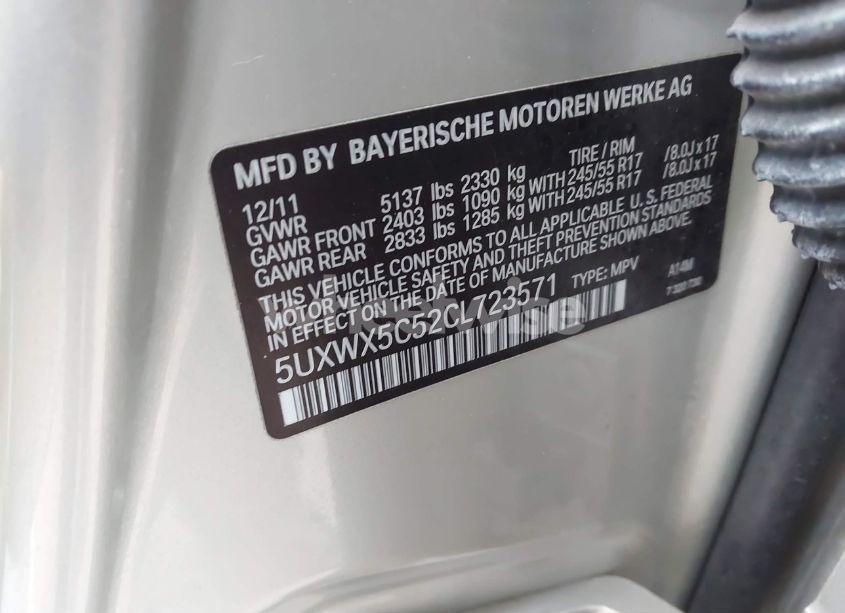 MFD BY BAYERISCHE MOTOREN WERKE AG
12/11 TIRE / RIM
GVWR 5137 lbs 2330 kg
GAWR FRONT 2403 lbs 1090 kg WITH 245/55 R17 /8.0J x 17
GAWR REAR 2833 lbs 1285 kg WITH 245/55 R17 /8.0J x 17
THIS VEHICLE CONFORMS TO ALL APPLICABLE U. S. FEDERAL
MOTOR VEHICLE SAFETY AND THEFT PREVENTION STANDARDS
IN EFFECT ON THE DATE OF MANUFACTURE SHOWN ABOVE.
5UXWX5C52CL723571 TYPE: MPV A14M